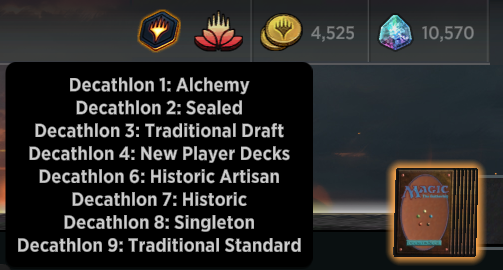 4,525
10,570
Decathlon 1: Alchemy
Decathlon 2: Sealed
Decathlon 3: Traditional Draft
Decathlon 4: New Player Decks
Decathlon 6: Historic Artisan
Decathlon 7: Historic
Decathlon 8: Singleton
Decathlon 9: Traditional Standard
MAGIC